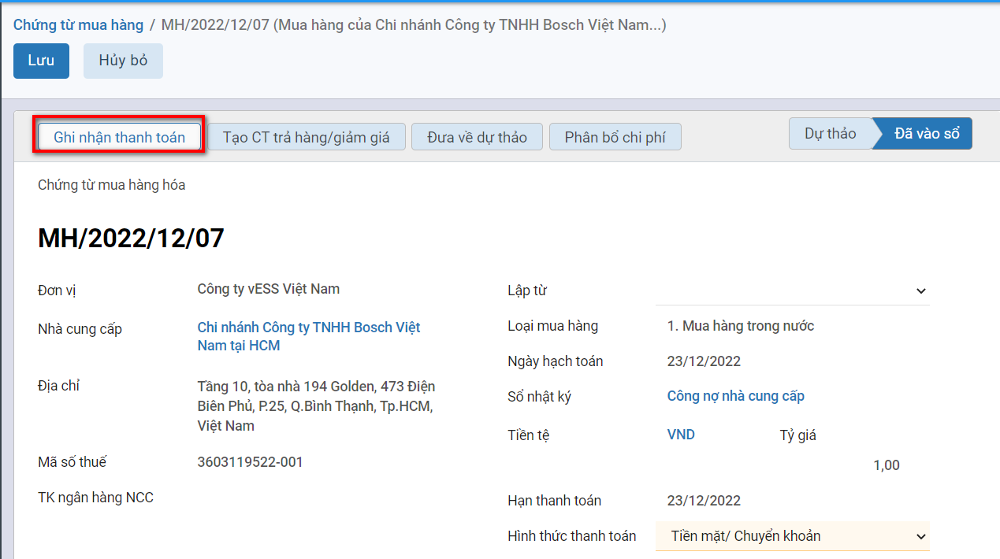 Chứng từ mua hàng / MH/2022/12/07 (Mua hàng của Chi nhánh Công ty TNHH Bosch Việt Nam...)
Lưu Hủy bỏ
Ghi nhận thanh toán Tạo CT trả hàng/giảm giá Đưa về dự thảo Phân bổ chi phí Dự thảo Đã vào sổ
Chứng từ mua hàng hóa
MH/2022/12/07
Đơn vị Công ty vESS Việt Nam
Nhà cung cấp Chi nhánh Công ty TNHH Bosch Việt
Nam tại HCM
Địa chỉ Tầng 10, tòa nhà 194 Golden, 473 Điện
Biên Phủ, P.25, Q.Bình Thạnh, Tp.HCM,
Việt Nam
Mã số thuế 3603119522-001
TK ngân hàng NCC
Lập từ
Loại mua hàng 1. Mua hàng trong nước
Ngày hạch toán 23/12/2022
Sổ nhật ký Công nợ nhà cung cấp
Tiền tệ VND Tỷ giá
1,00
Hạn thanh toán 23/12/2022
Hình thức thanh toán Tiền mặt/ Chuyển khoản